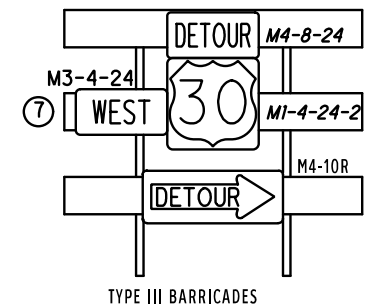 DETOUR M4-8-24
M3-4-24
7 WEST 30 M1-4-24-2
M4-10R
DETOUR
TYPE III BARRICADES